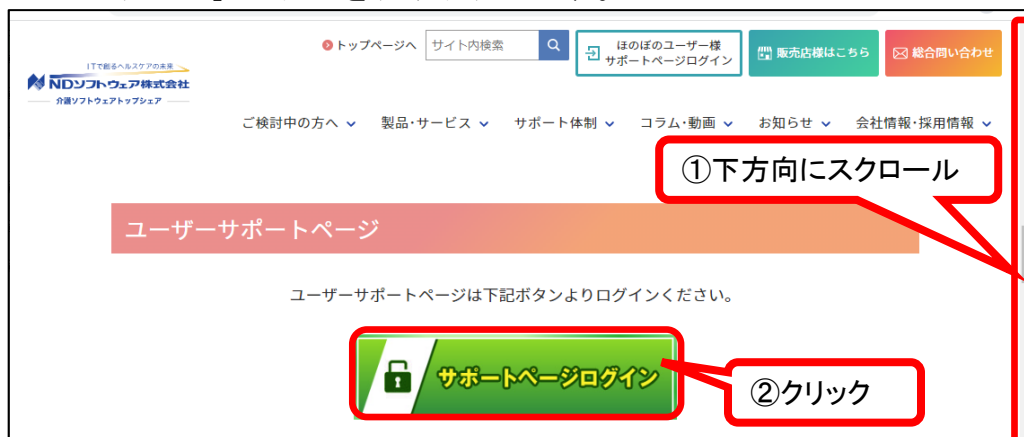 トップページへ
サイト内検索
ほのぼのユーザー様
サポートページログイン
販売店様はこちら
総合問い合わせ
ITで創るヘルスケアの未来
NDソフトウェア株式会社
介護ソフトウェアトップシェア
ご検討中の方へ
製品・サービス
サポート体制
コラム・動画
お知らせ
会社情報・採用情報
①下方向にスクロール
ユーザーサポートページ
ユーザーサポートページは下記ボタンよりログインください。
サポートページログイン
②クリック